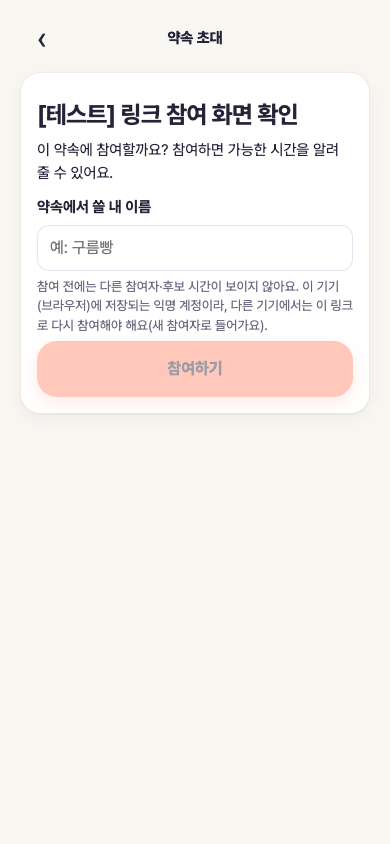 약속 초대
[테스트] 링크 참여 화면 확인
이 약속에 참여할까요? 참여하면 가능한 시간을 알려
줄 수 있어요.
약속에서 쓸 내 이름
예: 구름빵
참여 전에는 다른 참여자·후보 시간이 보이지 않아요. 이 기기
(브라우저)에 저장되는 익명 계정이라, 다른 기기에서는 이 링크
로 다시 참여해야 해요(새 참여자로 들어가요).
참여하기